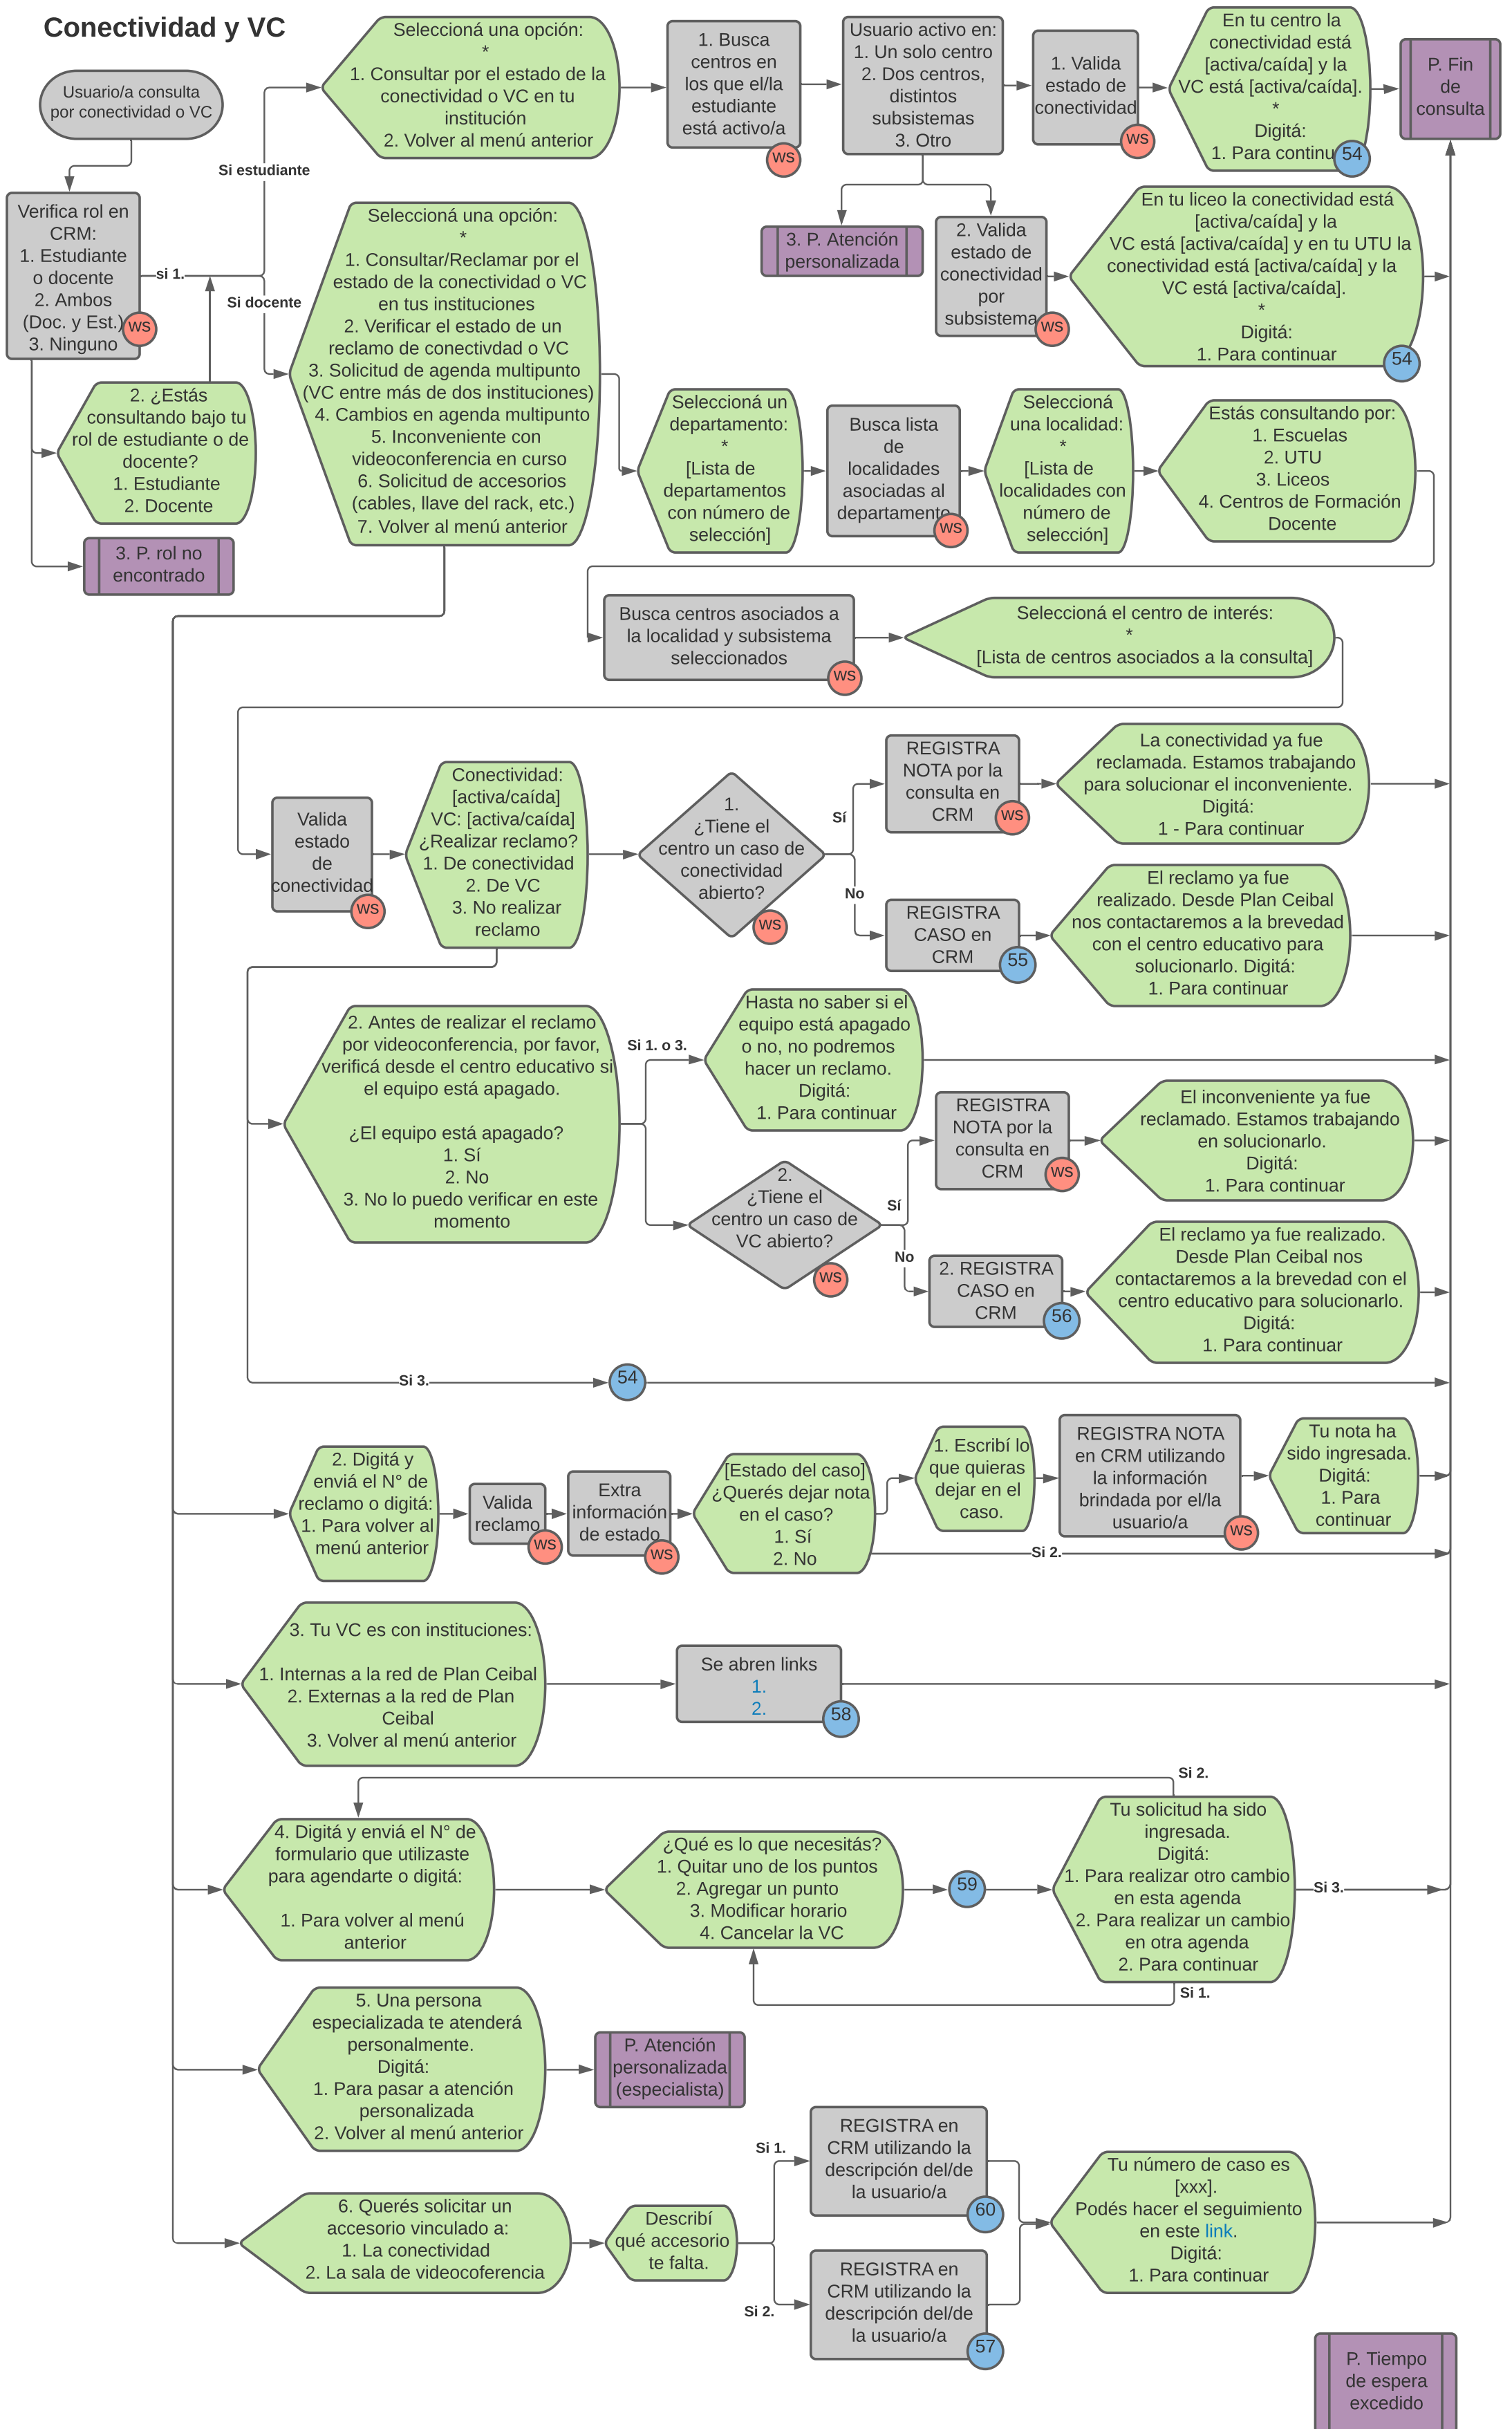 Conectividad y VC
Usuario/a consulta
por conectividad o VC
Verifica rol en
CRM:
1. Estudiante
o docente
2. Ambos
(Doc. y Est.)
3. Ninguno
ws
si 1.
Si estudiante
Si docente
2. ¿Estás
consultando bajo tu
rol de estudiante o de
docente?
1. Estudiante
2. Docente
3. P. rol no
encontrado
Seleccioná una opción:
*
1. Consultar por el estado de la
conectividad o VC en tu
institución
2. Volver al menú anterior
1. Busca
centros en
los que el/la
estudiante
está activo/a
ws
Usuario activo en:
1. Un solo centro
2. Dos centros,
distintos
subsistemas
3. Otro
1. Valida
estado de
conectividad
ws
En tu centro la
conectividad está
[activa/caída] y la
VC está [activa/caída].
*
Digitá:
1. Para continu
54
P. Fin
de
consulta
3. P. Atención
personalizada
2. Valida
estado de
conectividad
por
subsistema
ws
En tu liceo la conectividad está
[activa/caída] y la
VC está [activa/caída] y en tu UTU la
conectividad está [activa/caída] y la
VC está [activa/caída].
*
Digitá:
1. Para continuar
54
Seleccioná una opción:
*
1. Consultar/Reclamar por el
estado de la conectividad o VC
en tus instituciones
2. Verificar el estado de un
reclamo de conectivdad o VC
3. Solicitud de agenda multipunto
(VC entre más de dos instituciones)
4. Cambios en agenda multipunto
5. Inconveniente con
videoconferencia en curso
6. Solicitud de accesorios
(cables, llave del rack, etc.)
7. Volver al menú anterior
Seleccioná un
departamento:
*
[Lista de
departamentos
con número de
selección]
Busca lista
de
localidades
asociadas al
departamento
ws
Seleccioná
una localidad:
*
[Lista de
localidades con
número de
selección]
Estás consultando por:
1. Escuelas
2. UTU
3. Liceos
4. Centros de Formación
Docente
Busca centros asociados a
la localidad y subsistema
seleccionados
ws
Seleccioná el centro de interés:
*
[Lista de centros asociados a la consulta]
Valida
estado
de
conectividad
ws
Conectividad:
[activa/caída]
VC: [activa/caída]
¿Realizar reclamo?
1. De conectividad
2. De VC
3. No realizar
reclamo
1.
¿Tiene el
centro un caso de
conectividad
abierto?
ws
Sí
No
REGISTRA
NOTA por la
consulta en
CRM
ws
La conectividad ya fue
reclamada. Estamos trabajando
para solucionar el inconveniente.
Digitá:
1 - Para continuar
REGISTRA
CASO en
CRM
55
El reclamo ya fue
realizado. Desde Plan Ceibal
nos contactaremos a la brevedad
con el centro educativo para
solucionarlo. Digitá:
1. Para continuar
2. Antes de realizar el reclamo
por videoconferencia, por favor,
verificá desde el centro educativo si
el equipo está apagado.
¿El equipo está apagado?
1. Sí
2. No
3. No lo puedo verificar en este
momento
Si 1. o 3.
Hasta no saber si el
equipo está apagado
o no, no podremos
hacer un reclamo.
Digitá:
1. Para continuar
2.
¿Tiene el
centro un caso de
VC abierto?
ws
Sí
No
REGISTRA
NOTA por la
consulta en
CRM
ws
El inconveniente ya fue
reclamado. Estamos trabajando
en solucionarlo.
Digitá:
1. Para continuar
2. REGISTRA
CASO en
CRM
56
El reclamo ya fue realizado.
Desde Plan Ceibal nos
contactaremos a la brevedad con el
centro educativo para solucionarlo.
Digitá:
1. Para continuar
Si 3.
54
2. Digitá y
enviá el N° de
reclamo o digitá:
1. Para volver al
menú anterior
Valida
reclamo
ws
Extra
información
de estado
ws
[Estado del caso]
¿Querés dejar nota
en el caso?
1. Sí
2. No
1. Escribí lo
que quieras
dejar en el
caso.
REGISTRA NOTA
en CRM utilizando
la información
brindada por el/la
usuario/a
ws
Tu nota ha
sido ingresada.
Digitá:
1. Para
continuar
Si 2.
3. Tu VC es con instituciones:
1. Internas a la red de Plan Ceibal
2. Externas a la red de Plan
Ceibal
3. Volver al menú anterior
Se abren links
1.
2.
58
Si 2.
4. Digitá y enviá el N° de
formulario que utilizaste
para agendarte o digitá:
1. Para volver al menú
anterior
¿Qué es lo que necesitás?
1. Quitar uno de los puntos
2. Agregar un punto
3. Modificar horario
4. Cancelar la VC
59
Tu solicitud ha sido
ingresada.
Digitá:
1. Para realizar otro cambio
en esta agenda
2. Para realizar un cambio
en otra agenda
2. Para continuar
Si 3.
Si 1.
5. Una persona
especializada te atenderá
personalmente.
Digitá:
1. Para pasar a atención
personalizada
2. Volver al menú anterior
P. Atención
personalizada
(especialista)
6. Querés solicitar un
accesorio vinculado a:
1. La conectividad
2. La sala de videocoferencia
Describí
qué accesorio
te falta.
Si 1.
Si 2.
REGISTRA en
CRM utilizando la
descripción del/de
la usuario/a
60
REGISTRA en
CRM utilizando la
descripción del/de
la usuario/a
57
Tu número de caso es
[xxx].
Podés hacer el seguimiento
en este link.
Digitá:
1. Para continuar
P. Tiempo
de espera
excedido